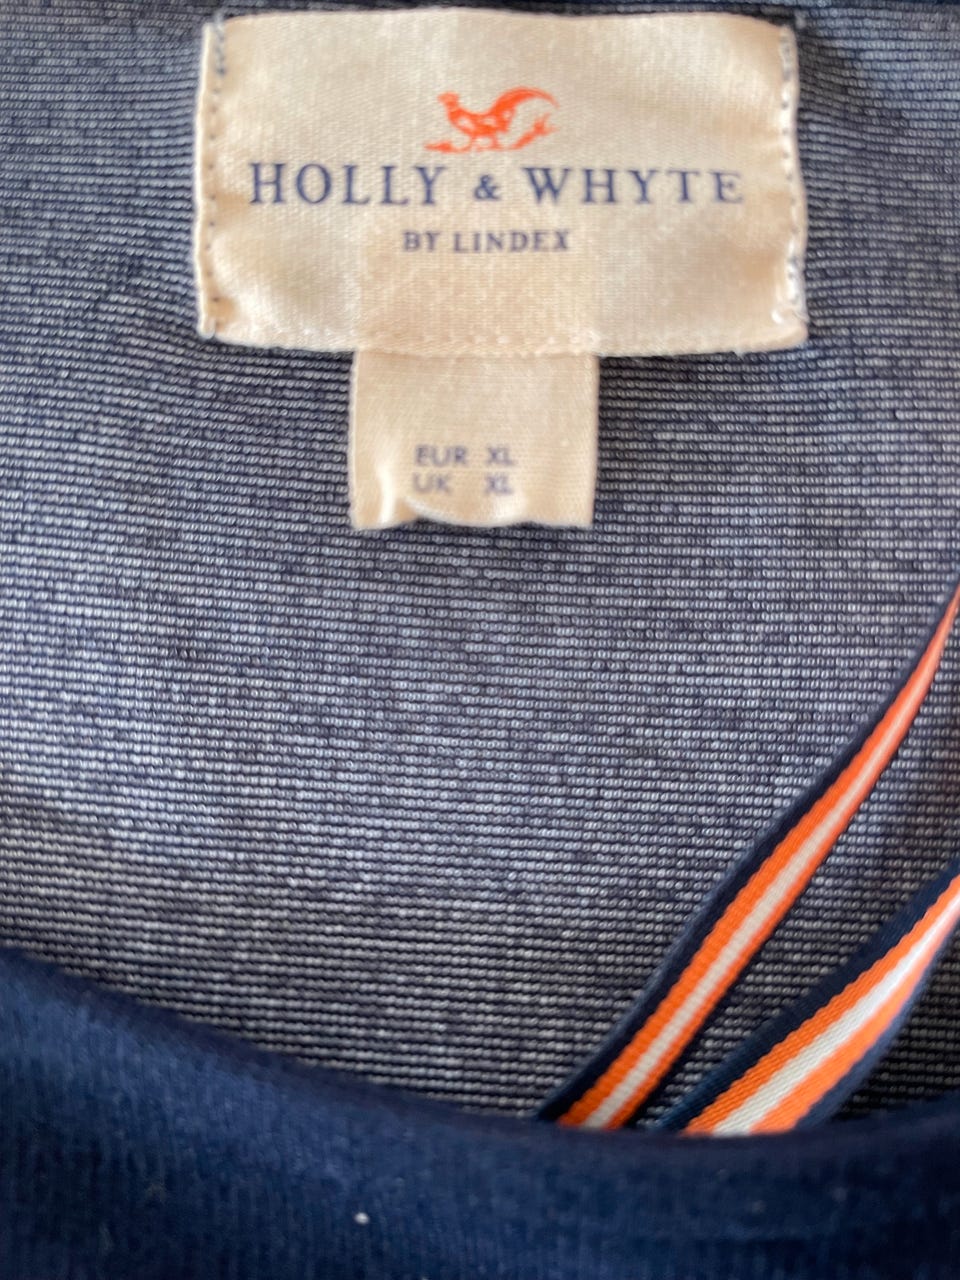 HOLLY & WHYTE
BY LINDEX
EUR XL
UK XL